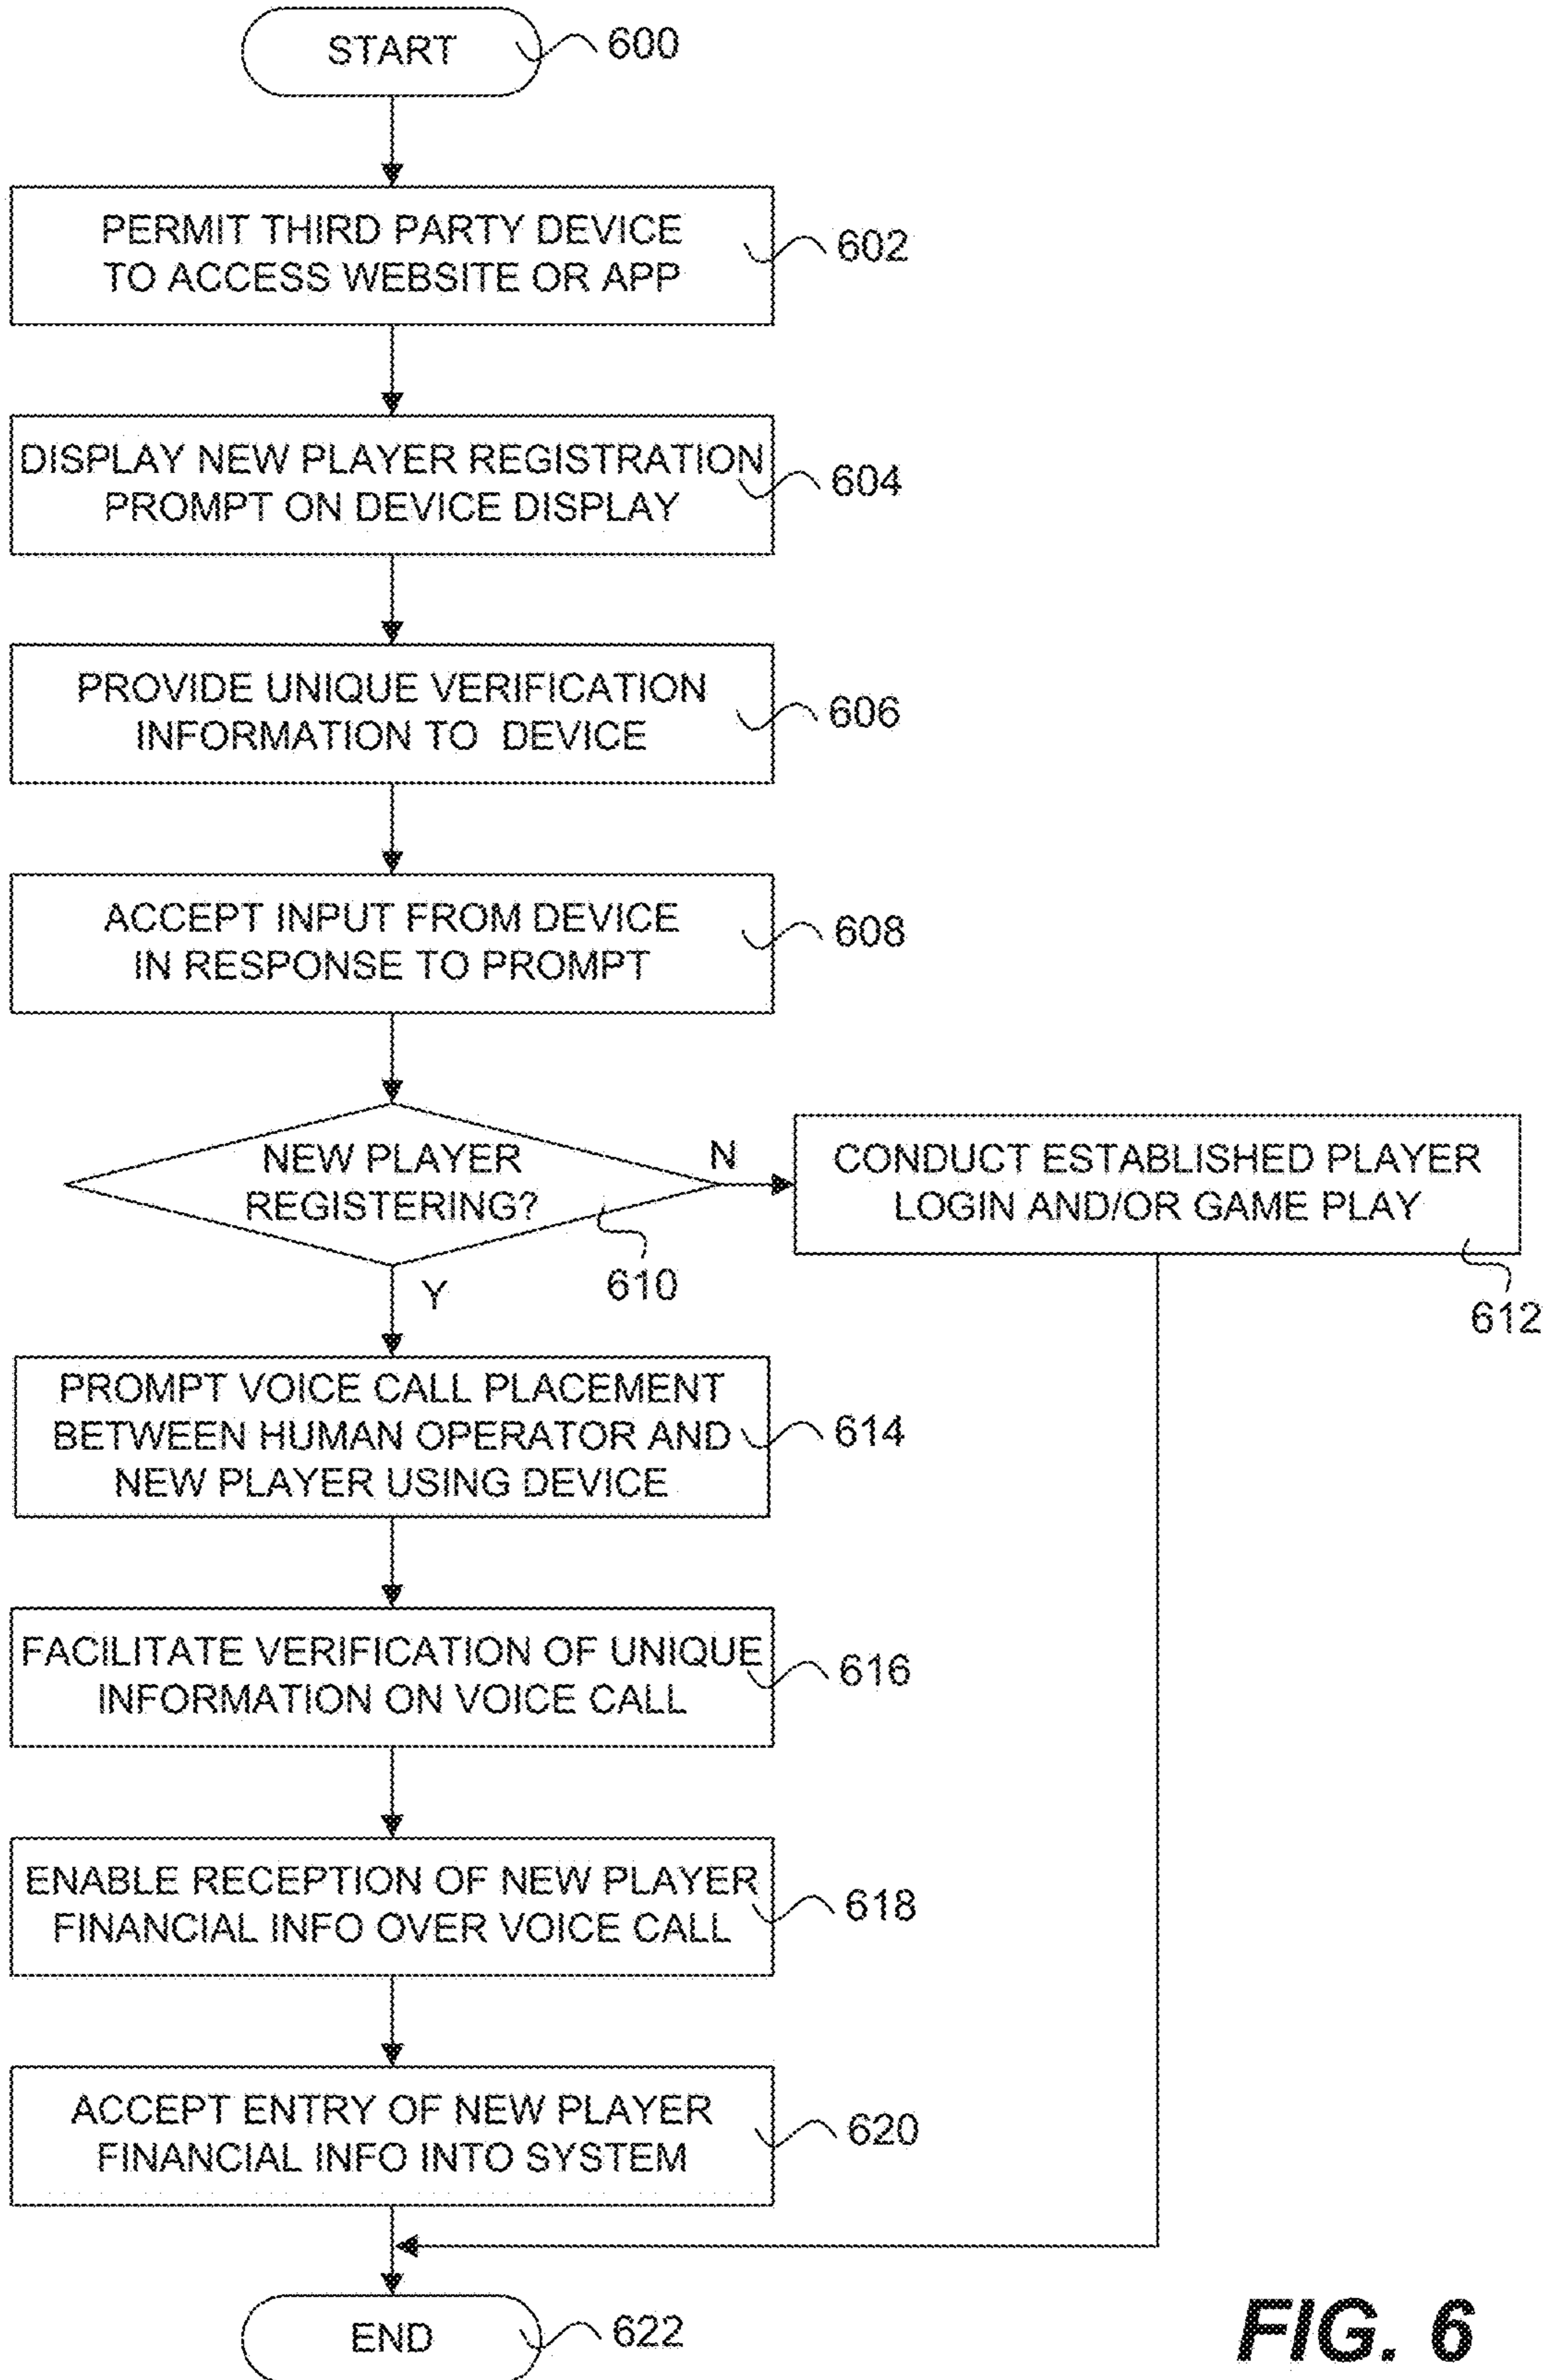 START
600
PERMIT THIRD PARTY DEVICE
TO ACCESS WEBSITE OR APP
602
DISPLAY NEW PLAYER REGISTRATION
PROMPT ON DEVICE DISPLAY
604
PROVIDE UNIQUE VERIFICATION
INFORMATION TO DEVICE
606
ACCEPT INPUT FROM DEVICE
IN RESPONSE TO PROMPT
608
NEW PLAYER
REGISTERING?
610
N
CONDUCT ESTABLISHED PLAYER
LOGIN AND/OR GAME PLAY
612
Y
PROMPT VOICE CALL PLACEMENT
BETWEEN HUMAN OPERATOR AND
NEW PLAYER USING DEVICE
614
FACILITATE VERIFICATION OF UNIQUE
INFORMATION ON VOICE CALL
616
ENABLE RECEPTION OF NEW PLAYER
FINANCIAL INFO OVER VOICE CALL
618
ACCEPT ENTRY OF NEW PLAYER
FINANCIAL INFO INTO SYSTEM
620
END
622
FIG. 6